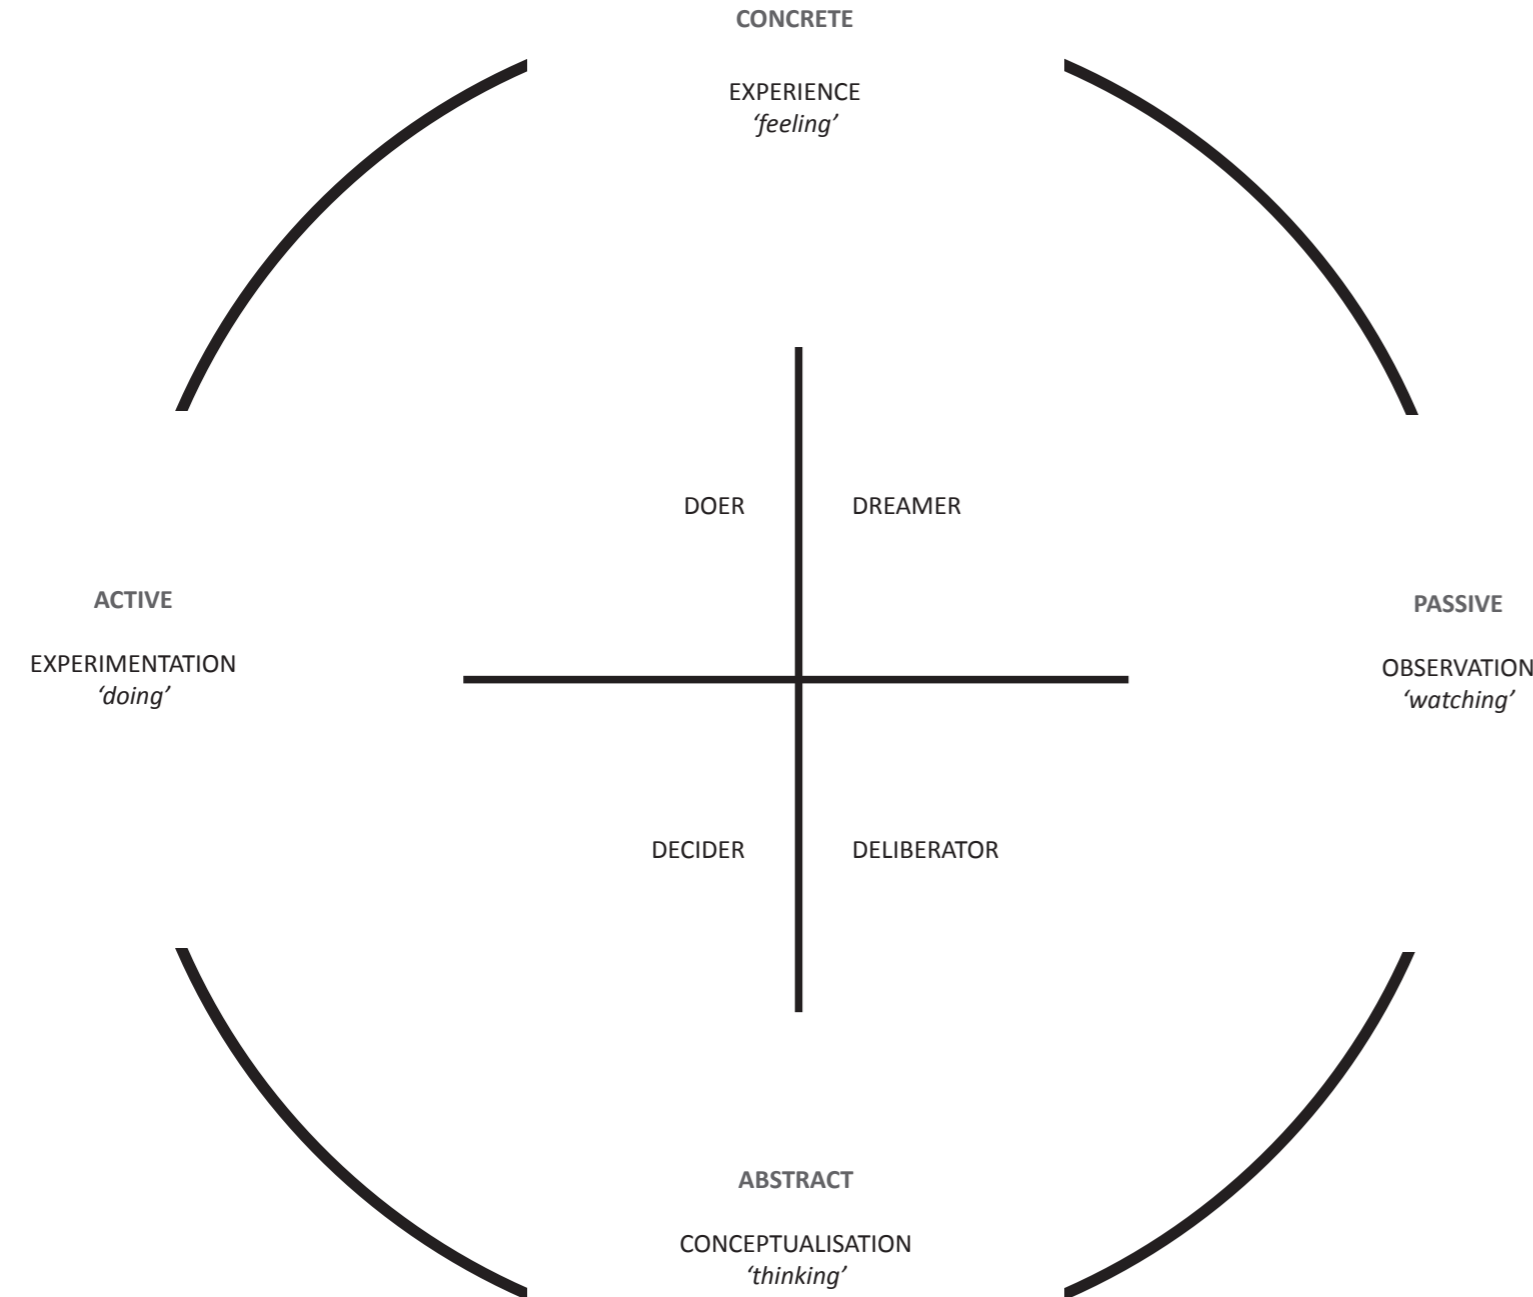 CONCRETE
EXPERIENCE
‘feeling’
DOER
DREAMER
ACTIVE
EXPERIMENTATION
‘doing’
PASSIVE
OBSERVATION
‘watching’
DECIDER
DELIBERATOR
ABSTRACT
CONCEPTUALISATION
‘thinking’